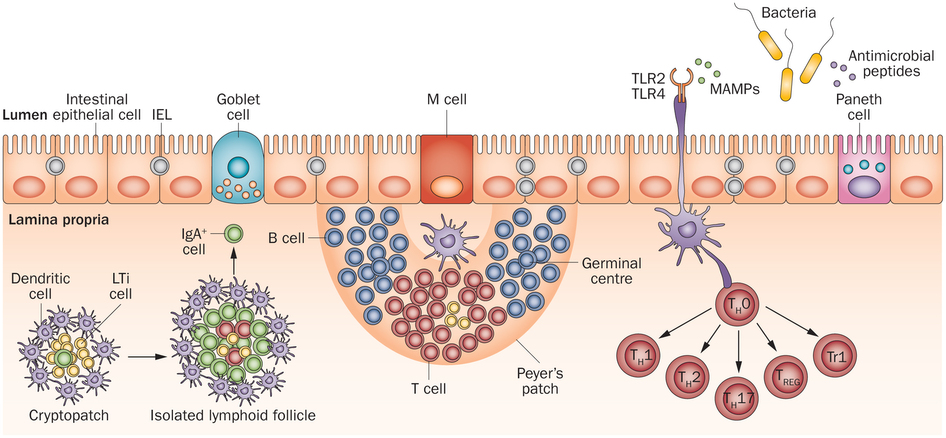 Bacteria
Antimicrobial
peptides
TLR2
TLR4
MAMPs
Paneth
cell
Lumen
Intestinal
epithelial cell
IEL
Goblet
cell
M cell
Lamina propria
IgA⁺
cell
B cell
Germinal
centre
Dendritic
cell
LTi
cell
T cell
Peyer's
patch
Cryptopatch
Isolated lymphoid follicle
TH0
TH1
TH2
TH17
TREG
Tr1